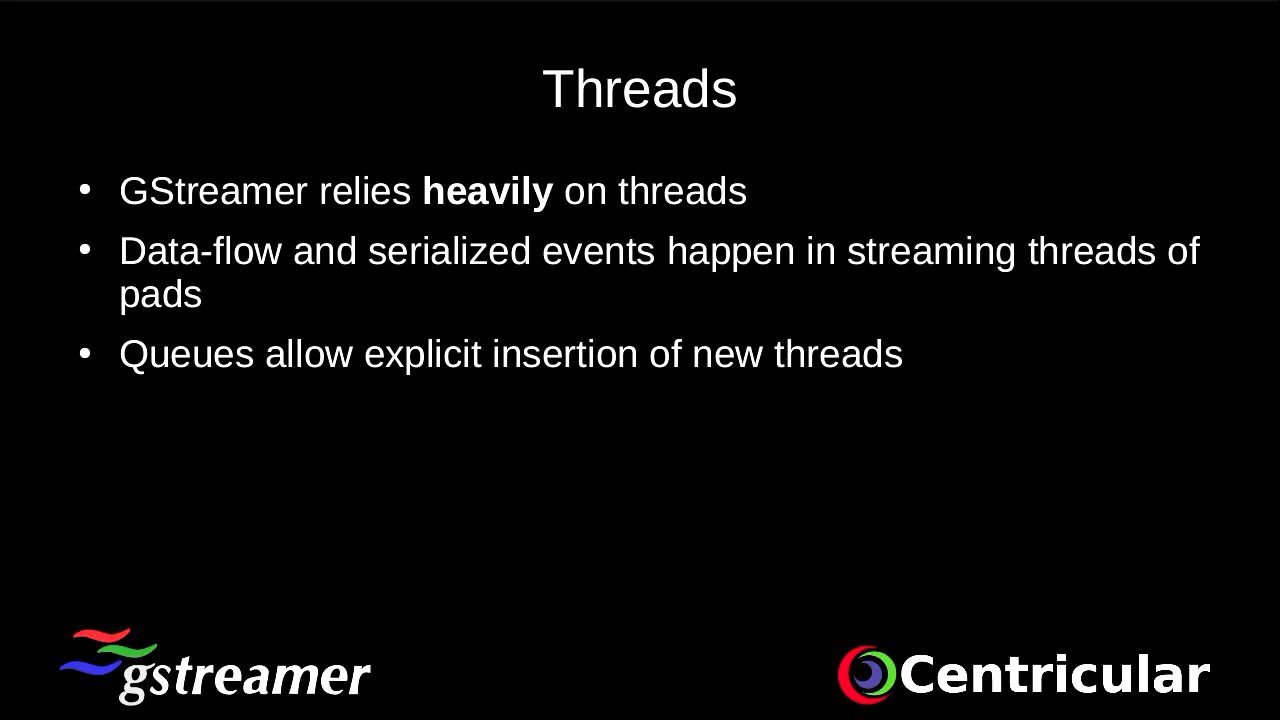 Threads
• GStreamer relies heavily on threads
• Data-flow and serialized events happen in streaming threads of
pads
• Queues allow explicit insertion of new threads
gstreamer
Centricular